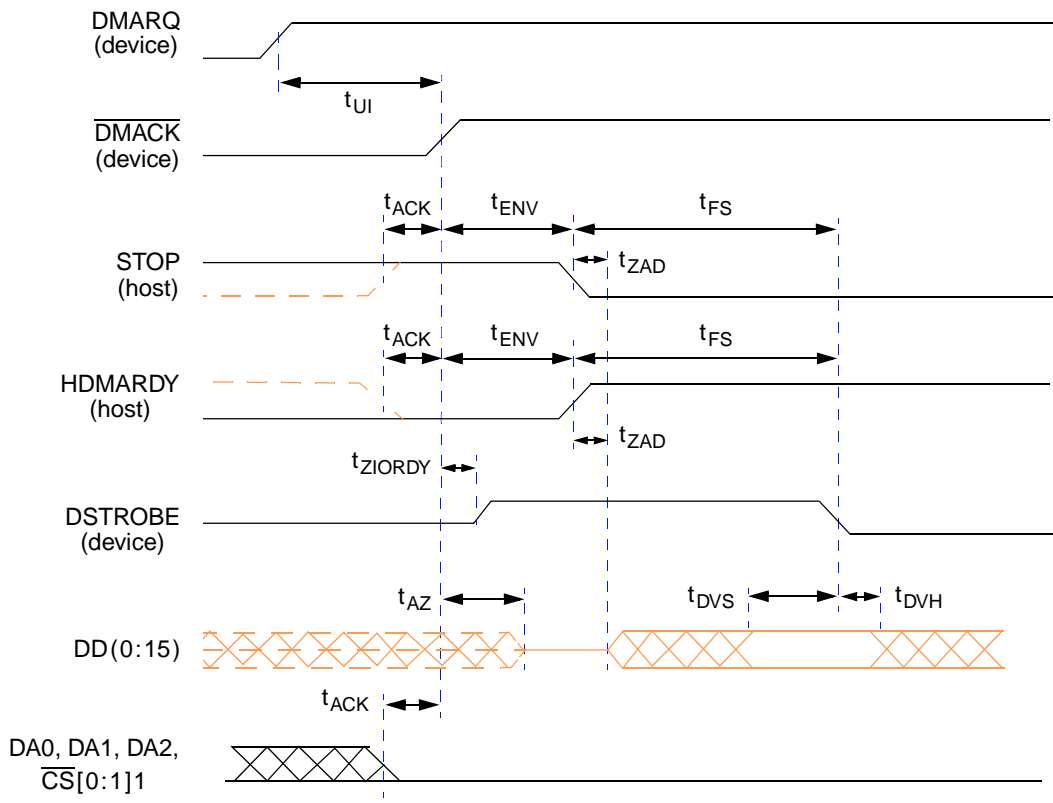 DMARQ
(device)
tUI
DMACK
(device)
tACK tENV tFS
STOP
(host)
tZAD
tACK tENV tFS
HDMARDY
(host)
tZAD
tZIORDY
DSTROBE
(device)
tAZ tDVS tDVH
DD(0:15)
tACK
DA0, DA1, DA2,
CS[0:1]1